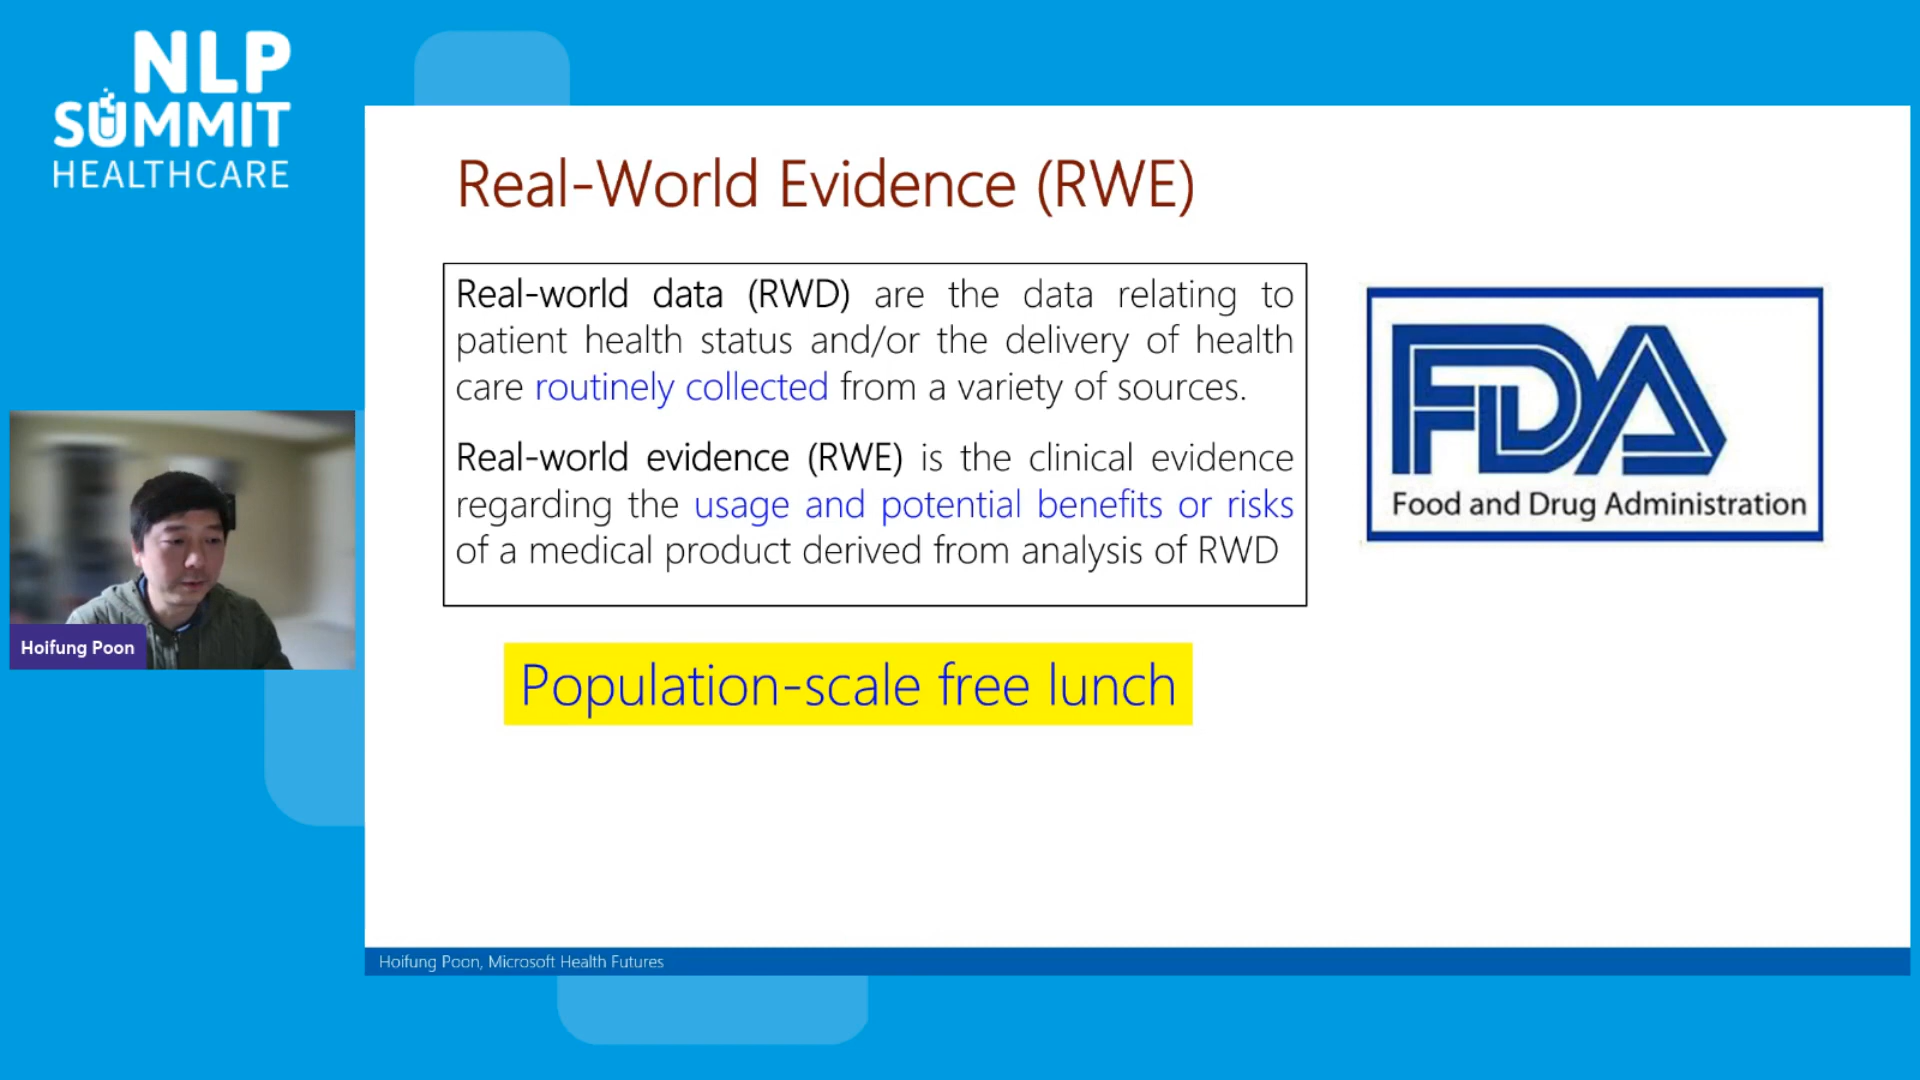 NLP
SUMMIT
HEALTHCARE
Real-World Evidence (RWE)
Real-world data (RWD) are the data relating to
patient health status and/or the delivery of health
care routinely collected from a variety of sources.
Real-world evidence (RWE) is the clinical evidence
regarding the usage and potential benefits or risks
of a medical product derived from analysis of RWD
FDA
Food and Drug Administration
Population-scale free lunch
Hoifung Poon
Hoifung Poon, Microsoft Health Futures